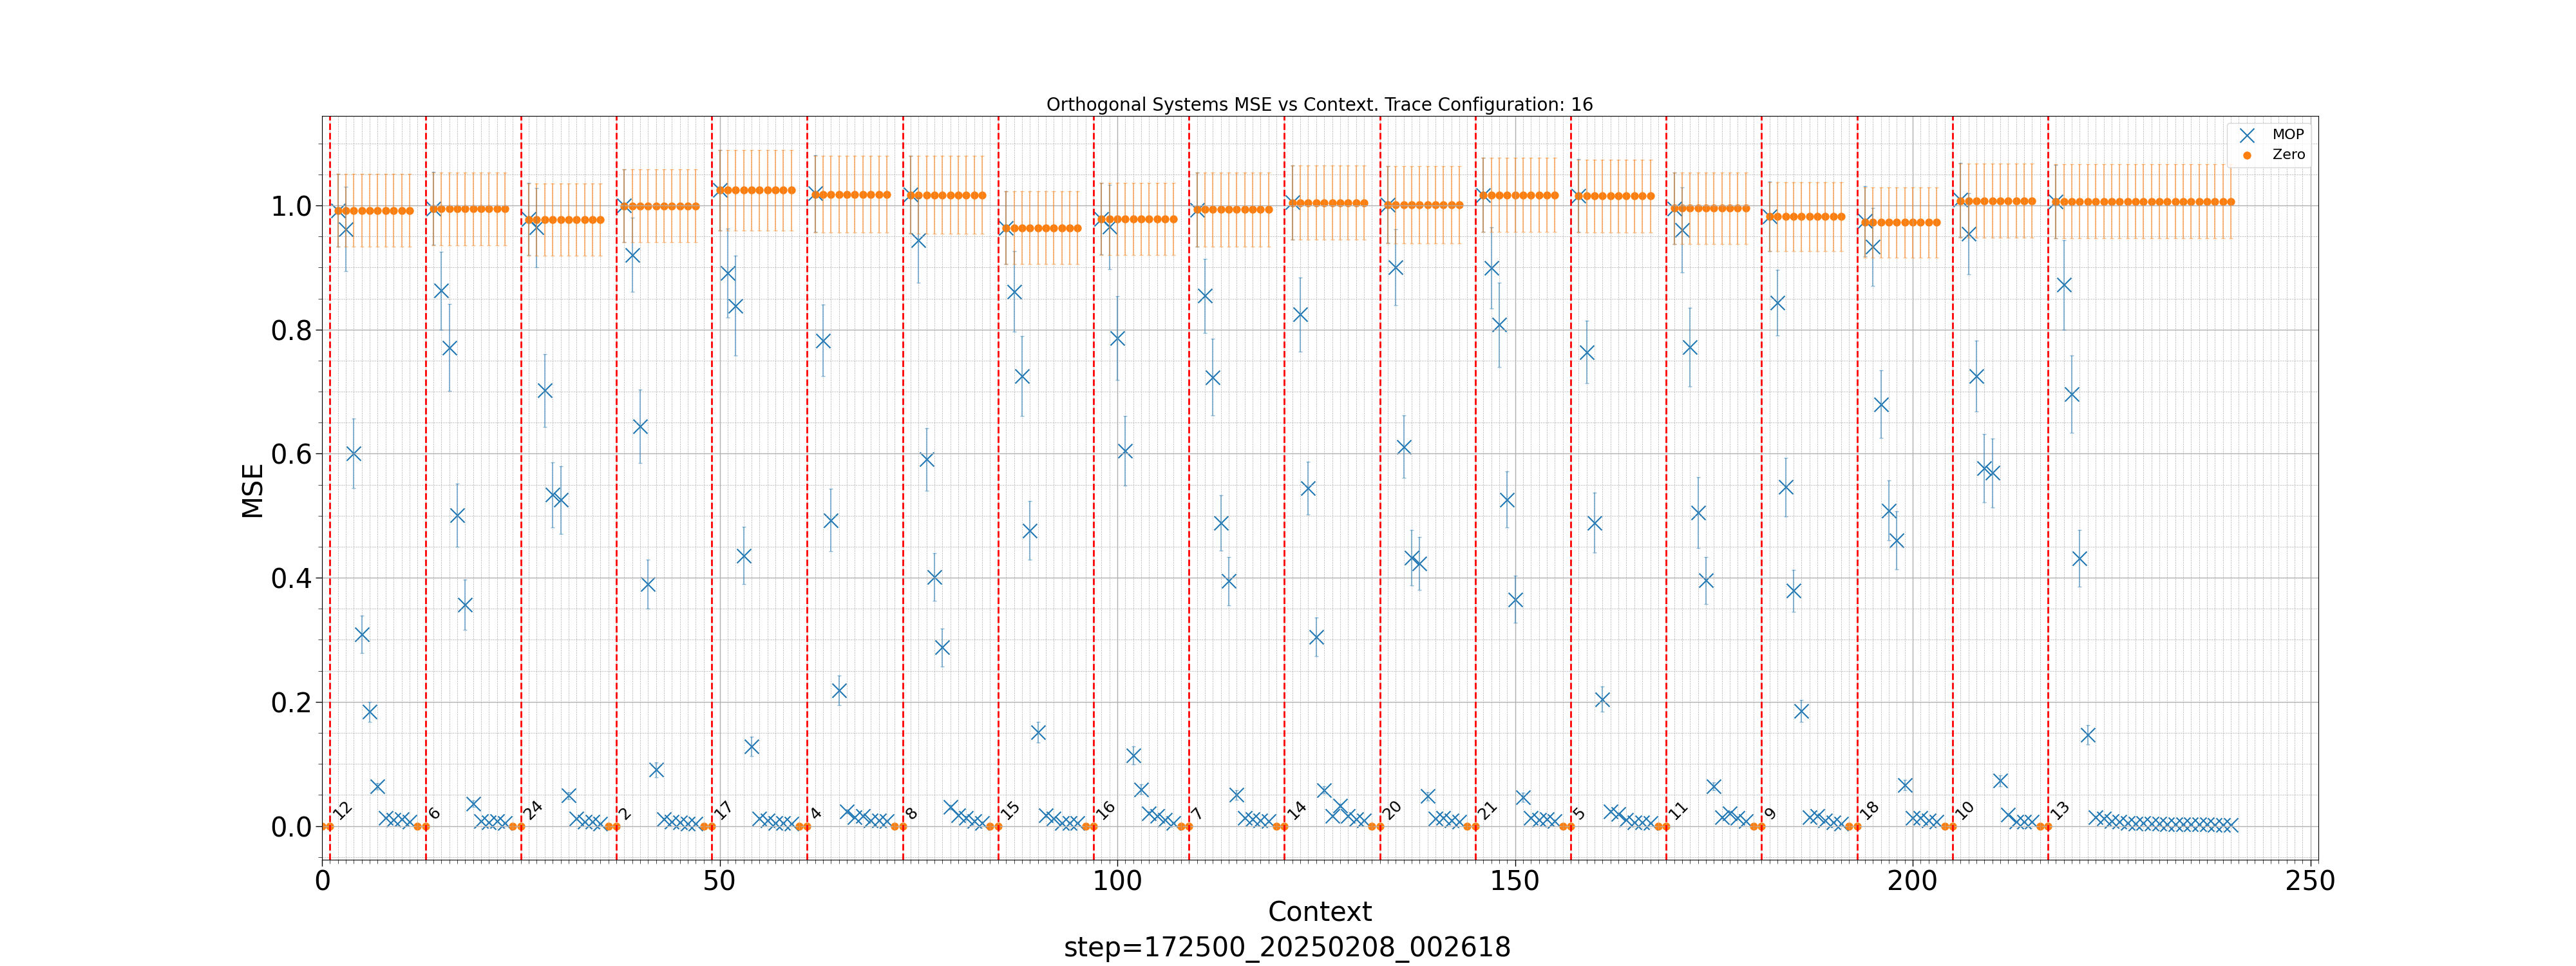 Orthogonal Systems MSE vs Context. Trace Configuration: 16
MOP
Zero
MSE
1.0
0.8
0.6
0.4
0.2
0.0
12 6 24 2 17 4 8 15 16 7 14 20 21 5 11 9 18 10 13
0 50 100 150 200 250
Context
step=172500_20250208_002618